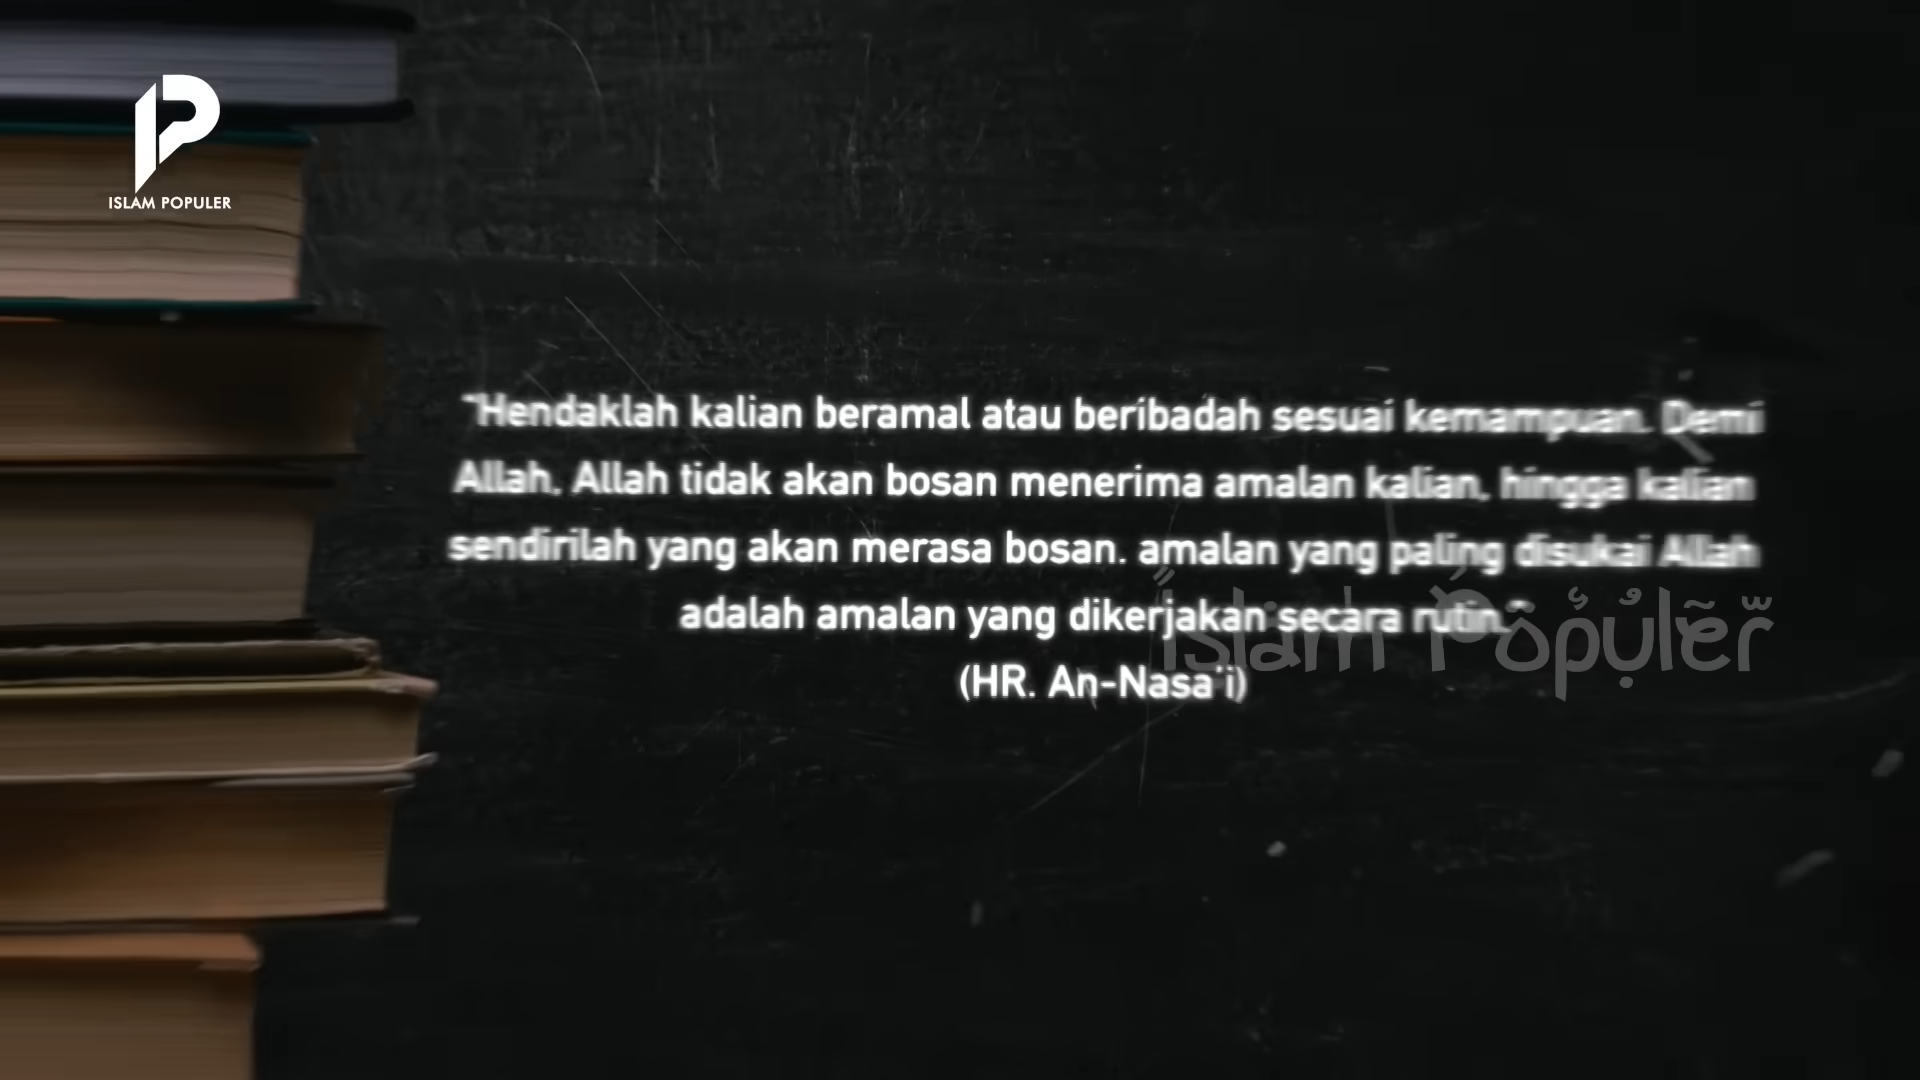 ISLAM POPULER
"Hendaklah kalian beramal atau beribadah sesuai kemampuan. Demi
Allah, Allah tidak akan bosan menerima amalan kalian, hingga kalian
sendirilah yang akan merasa bosan. amalan yang paling disukai Allah
adalah amalan yang dikerjakan secara rutin."
(HR. An-Nasa'i)
Islam Populer